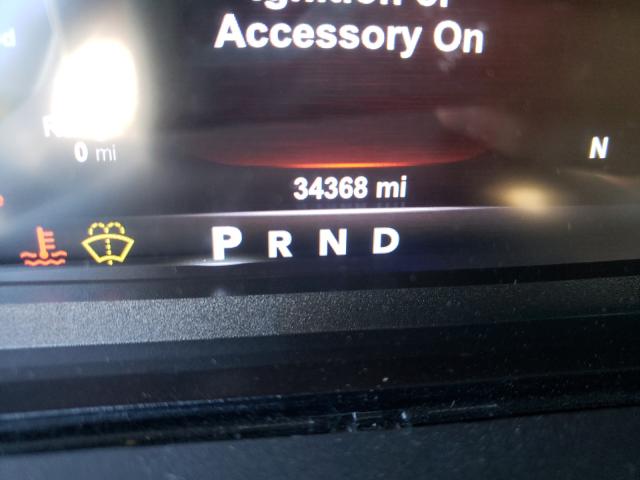 Accessory On
0 mi
N
34368 mi
P R N D